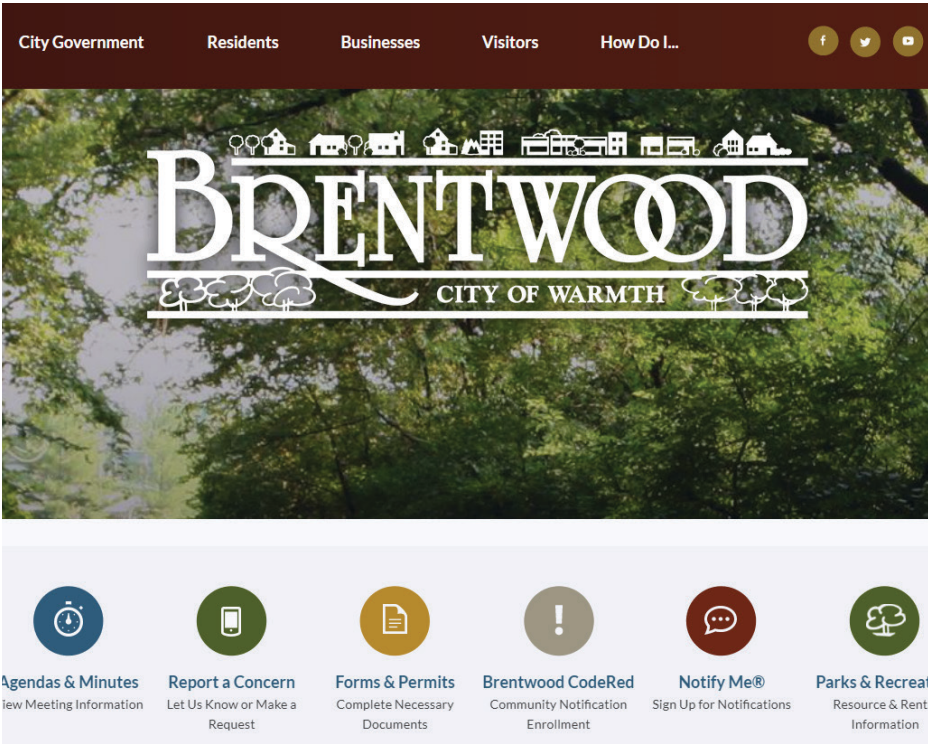 City Government Residents Businesses Visitors How Do I...
BRENTWOOD
CITY OF WARMTH
Agendas & Minutes Report a Concern Forms & Permits Brentwood CodeRed Notify Me® Parks & Recreat
iew Meeting Information Let Us Know or Make a Complete Necessary Community Notification Sign Up for Notifications Resource & Rent
Request Documents Enrollment Information